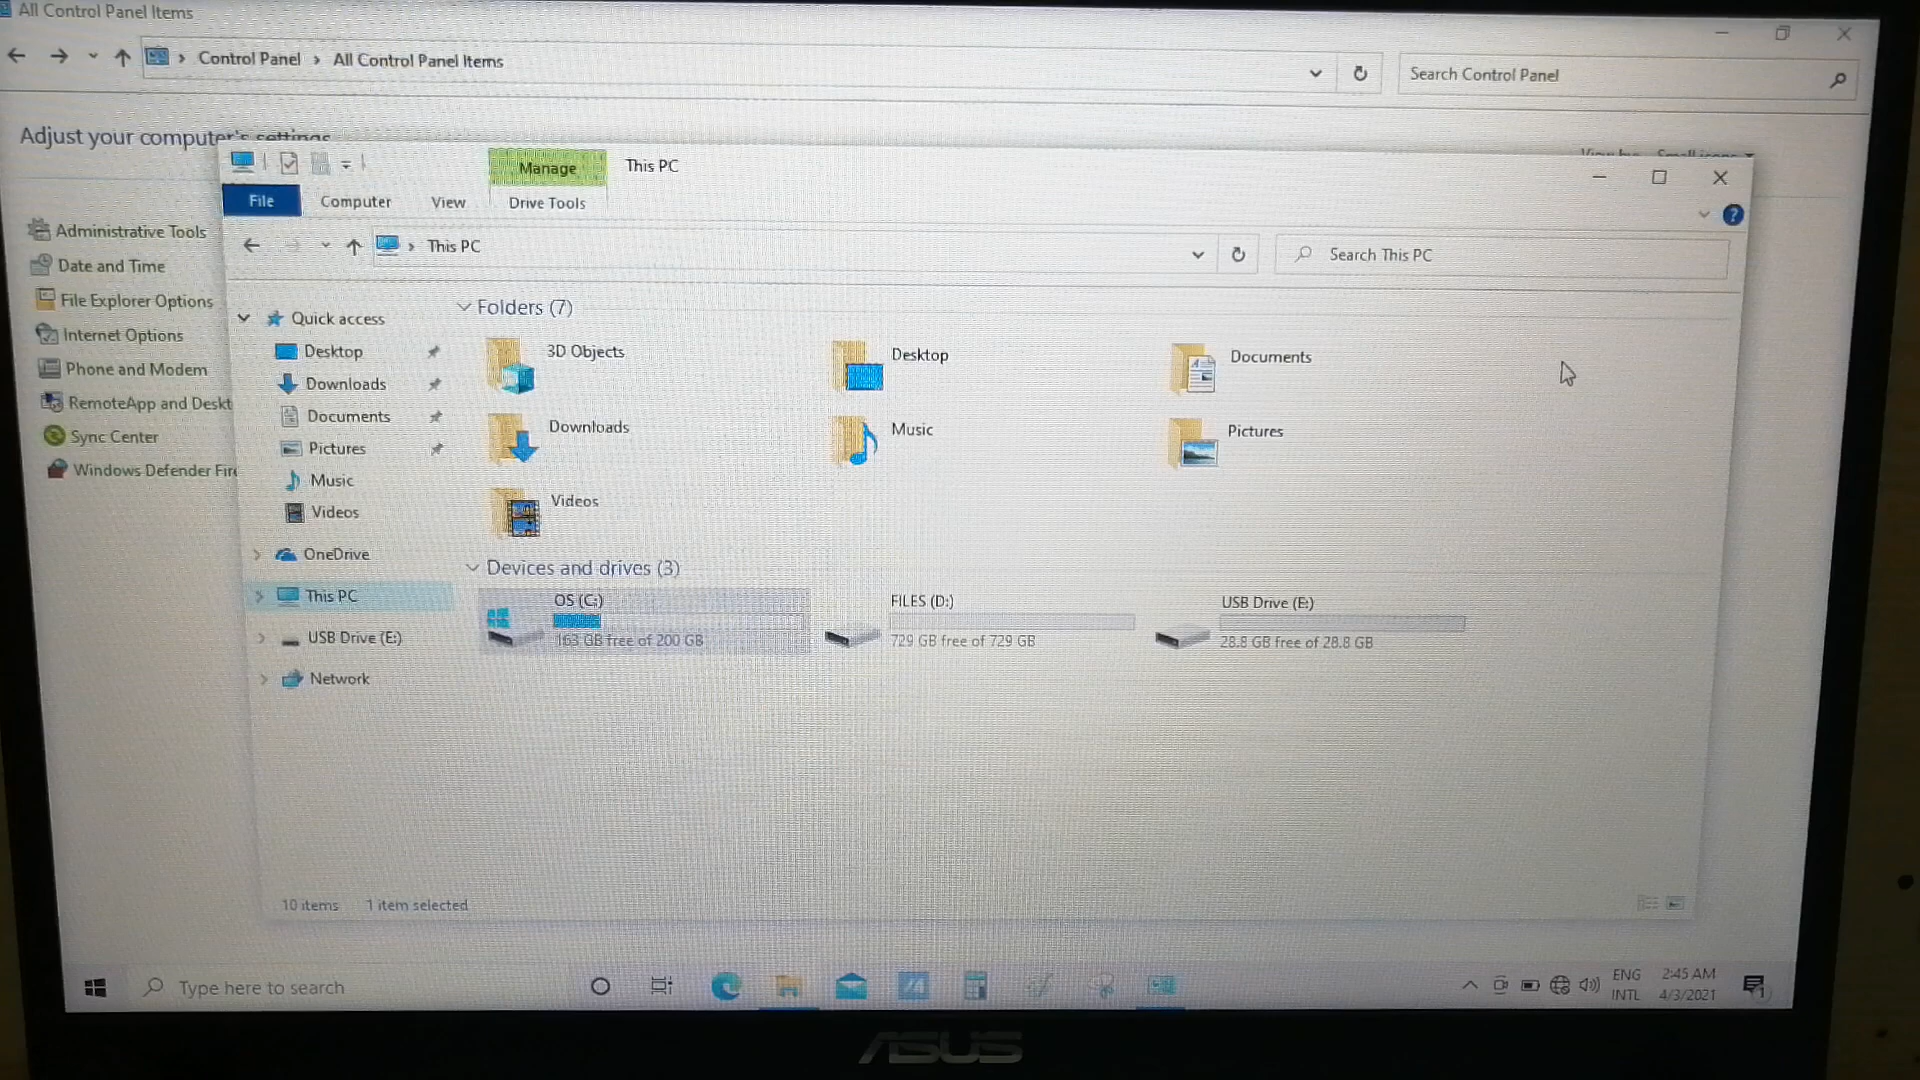 All Control Panel Items
Control Panel > All Control Panel Items
Search Control Panel
Adjust your computer's settings
Manage
This PC
File
Computer
View
Drive Tools
This PC
Search This PC
Administrative Tools
Date and Time
File Explorer Options
Internet Options
Phone and Modem
RemoteApp and Deskt
Sync Center
Windows Defender Fire
Quick access
Desktop
Downloads
Documents
Pictures
Music
Videos
OneDrive
This PC
USB Drive (E:)
Network
Folders (7)
3D Objects
Desktop
Documents
Downloads
Music
Pictures
Videos
Devices and drives (3)
OS (C:)
163 GB free of 200 GB
FILES (D:)
729 GB free of 729 GB
USB Drive (E:)
28.8 GB free of 28.8 GB
10 items
1 item selected
Type here to search
ENG
INTL
2:45 AM
4/3/2021
1
ASUS